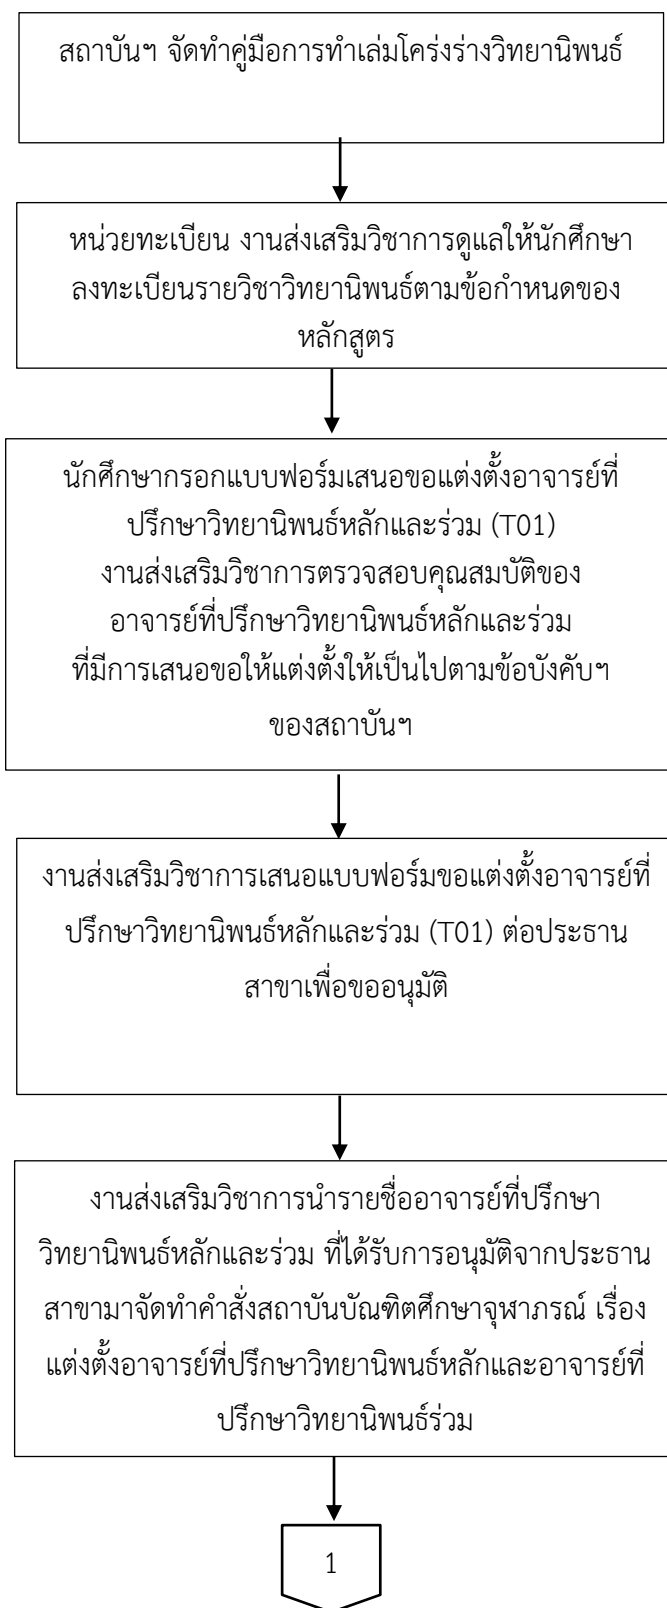 สถาบันฯ จัดทำคู่มือการทำเล่มโคร่งร่างวิทยานิพนธ์
หน่วยทะเบียน งานส่งเสริมวิชาการดูแลให้นักศึกษา
ลงทะเบียนรายวิชาวิทยานิพนธ์ตามข้อกำหนดของ
หลักสูตร
นักศึกษากรอกแบบฟอร์มเสนอขอแต่งตั้งอาจารย์ที่
ปรึกษาวิทยานิพนธ์หลักและร่วม (T01)
งานส่งเสริมวิชาการตรวจสอบคุณสมบัติของ
อาจารย์ที่ปรึกษาวิทยานิพนธ์หลักและร่วม
ที่มีการเสนอขอให้แต่งตั้งให้เป็นไปตามข้อบังคับฯ
ของสถาบันฯ
งานส่งเสริมวิชาการเสนอแบบฟอร์มขอแต่งตั้งอาจารย์ที่
ปรึกษาวิทยานิพนธ์หลักและร่วม (T01) ต่อประธาน
สาขาเพื่อขออนุมัติ
งานส่งเสริมวิชาการนำรายชื่ออาจารย์ที่ปรึกษา
วิทยานิพนธ์หลักและร่วม ที่ได้รับการอนุมัติจากประธาน
สาขามาจัดทำคำสั่งสถาบันบัณฑิตศึกษาจุฬาภรณ์ เรื่อง
แต่งตั้งอาจารย์ที่ปรึกษาวิทยานิพนธ์หลักและอาจารย์ที่
ปรึกษาวิทยานิพนธ์ร่วม
1